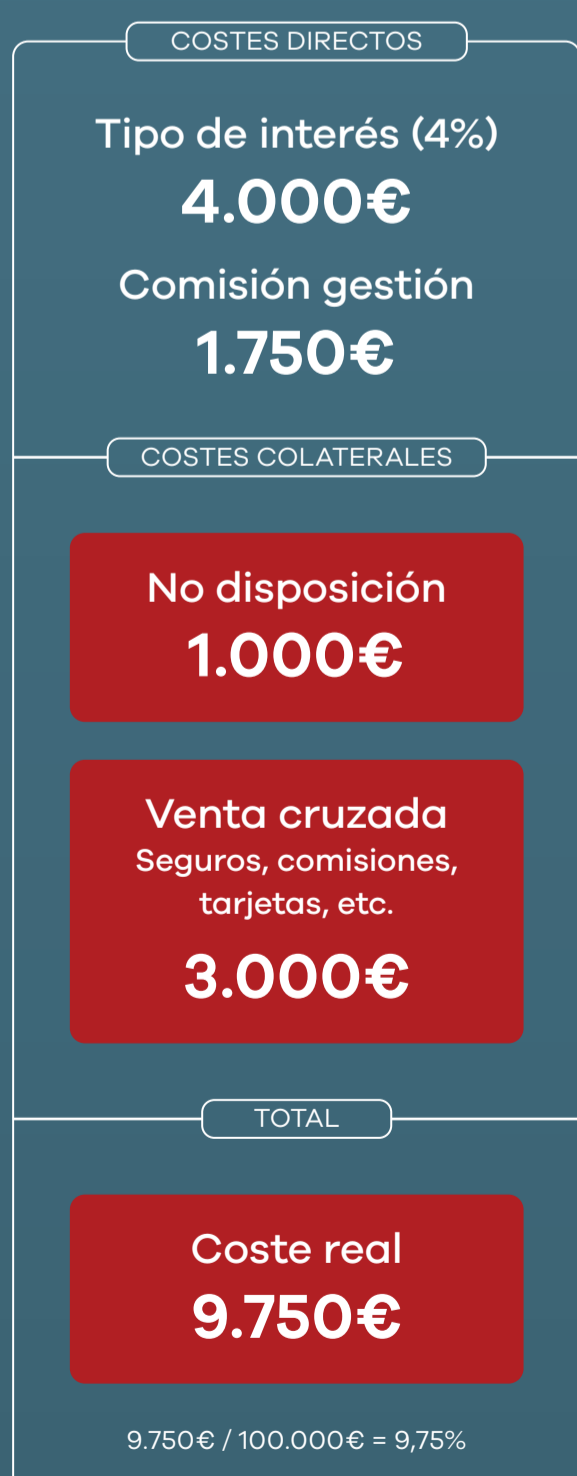 COSTES DIRECTOS
Tipo de interés (4%)
4.000€
Comisión gestión
1.750€
COSTES COLATERALES
No disposición
1.000€
Venta cruzada
Seguros, comisiones,
tarjetas, etc.
3.000€
TOTAL
Coste real
9.750€
9.750€ / 100.000€ = 9,75%